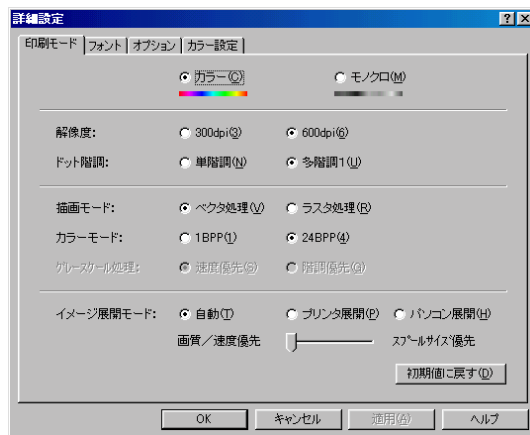 詳細設定
印刷モード フォント オプション カラー設定
カラー(C) モノクロ(M)
解像度: 300dpi(3) 600dpi(6)
ドット階調: 単階調(N) 多階調1(U)
描画モード: ベクタ処理(V) ラスタ処理(R)
カラーモード: 1BPP(1) 24BPP(4)
グレースケール処理: 速度優先(S) 階調優先(G)
イメージ展開モード: 自動(T) プリンタ展開(P) パソコン展開(H)
画質／速度優先 スプールサイズ優先
初期値に戻す(D)
OK キャンセル 適用(A) ヘルプ